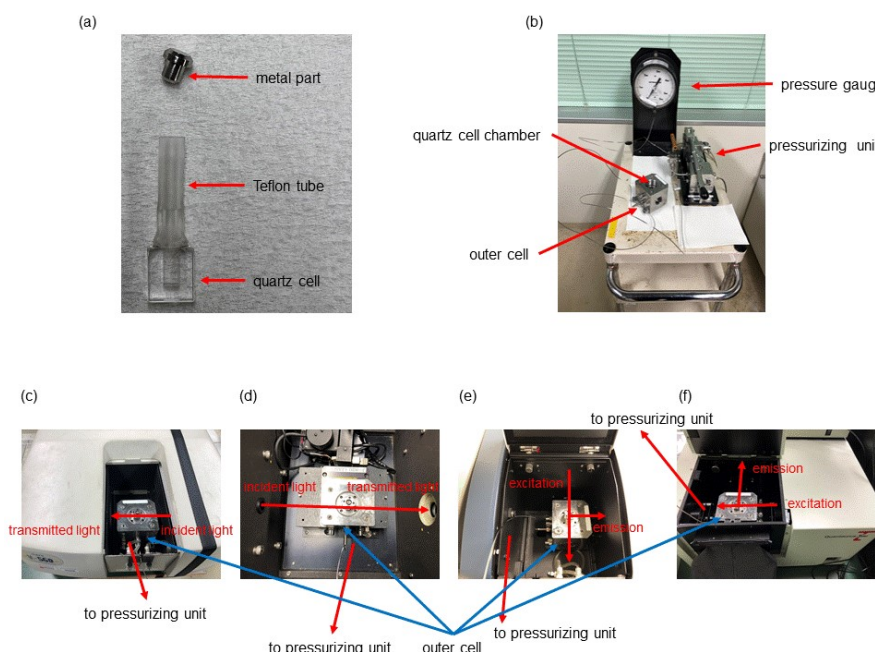 (a)
metal part
Teflon tube
quartz cell
(b)
pressure gaug
quartz cell chamber
pressurizing uni
outer cell
(c)
transmitted light
incident light
to pressurizing unit
(d)
incident light
transmitted light
to pressurizing unit
(e)
excitation
emission
to pressurizing unit
(f)
to pressurizing unit
emission
excitation
outer cell